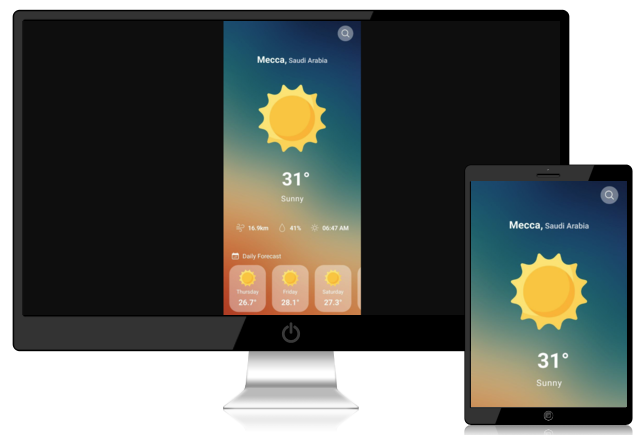 Mecca, Saudi Arabia
31°
Sunny
16.9km 41% 06:47 AM
Daily Forecast
Thursday Friday Saturday
26.7° 28.1° 27.3°
Mecca, Saudi Arabia
31°
Sunny